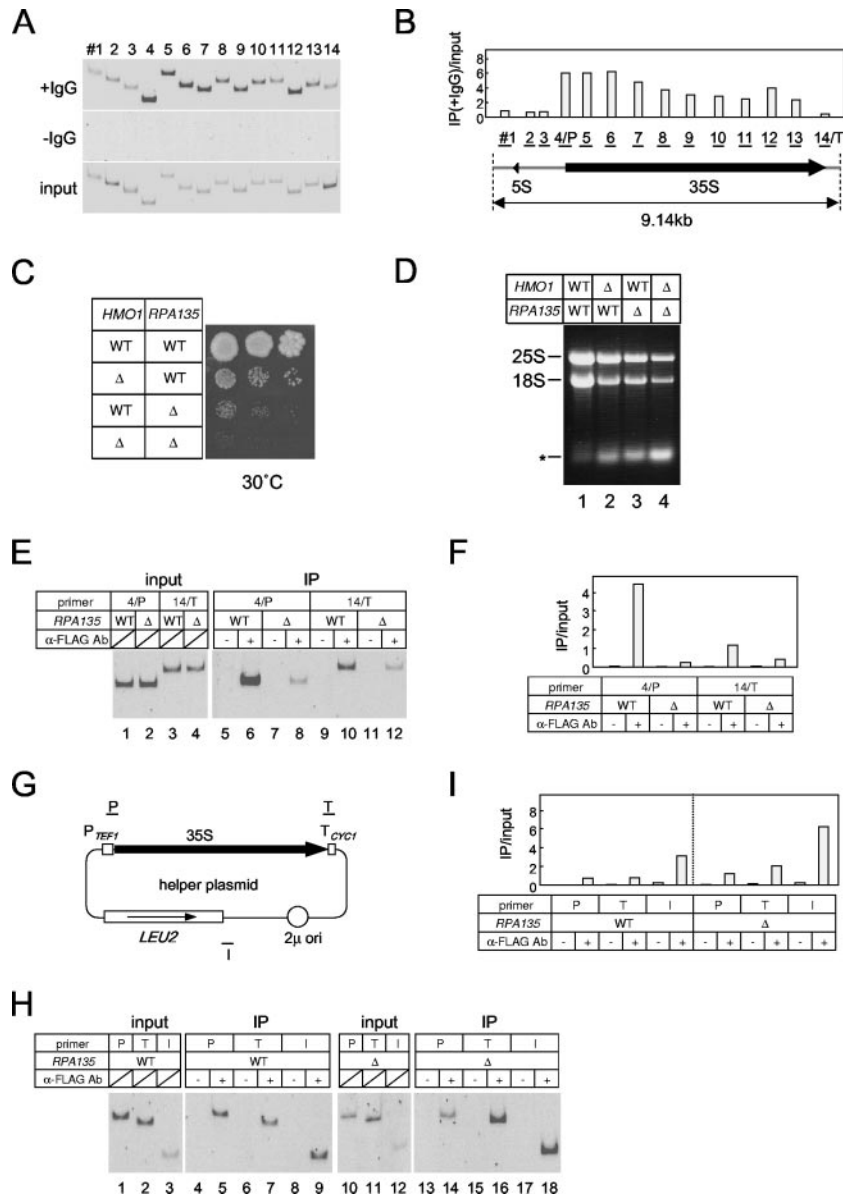 A
#1 2 3 4 5 6 7 8 9 10 11 12 13 14
+IgG
-IgG
input
B
IP(+IgG)/input
8
6
4
2
0
#1 2 3 4/P 5 6 7 8 9 10 11 12 13 14/T
5S 35S
9.14kb
C
HMO1 RPA135
WT WT
Δ WT
WT Δ
Δ Δ
30˚C
D
HMO1 WT Δ WT Δ
RPA135 WT WT Δ Δ
25S
18S
*
1 2 3 4
E
input IP
primer 4/P 14/T 4/P 14/T
RPA135 WT Δ WT Δ WT Δ WT Δ
α-FLAG Ab - + - + - + - +
1 2 3 4 5 6 7 8 9 10 11 12
F
IP/input
4
3
2
1
0
primer 4/P 14/T
RPA135 WT Δ WT Δ
α-FLAG Ab - + - + - + - +
G
P T
P TEF1 35S T CYC1
helper plasmid
LEU2 2μ ori
I
I
IP/input
8
6
4
2
0
primer P T I P T I
RPA135 WT Δ
α-FLAG Ab - + - + - + - + - + - +
H
input IP input IP
primer P T I P T I P T I P T I
RPA135 WT WT Δ Δ
α-FLAG Ab - + - + - + - + - + - +
1 2 3 4 5 6 7 8 9 10 11 12 13 14 15 16 17 18